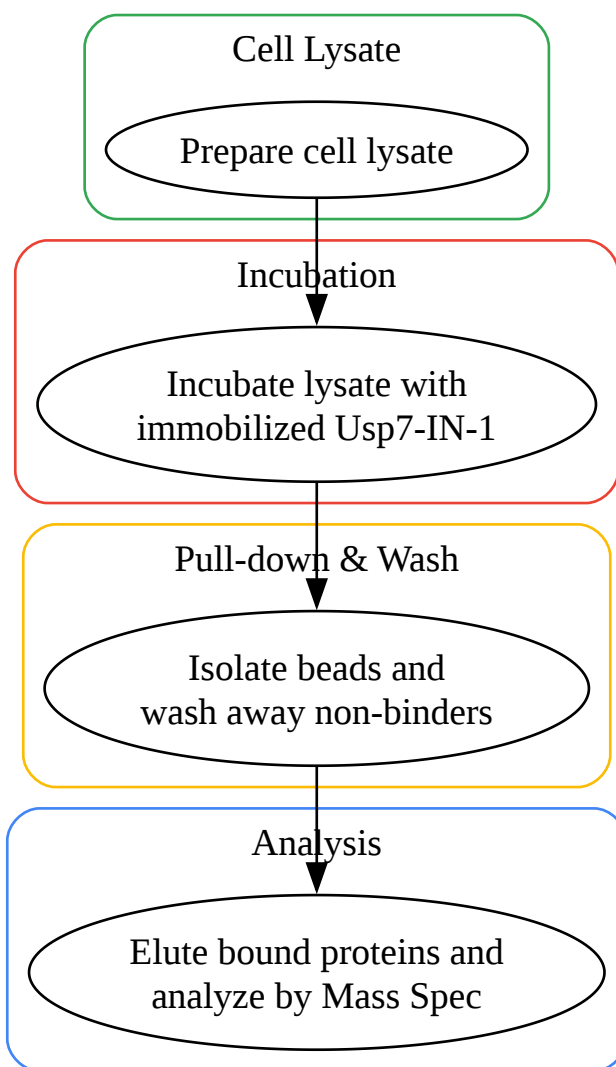 Cell Lysate
Prepare cell lysate
Incubation
Incubate lysate with
immobilized Usp7-IN-1
Pull-down & Wash
Isolate beads and
wash away non-binders
Analysis
Elute bound proteins and
analyze by Mass Spec